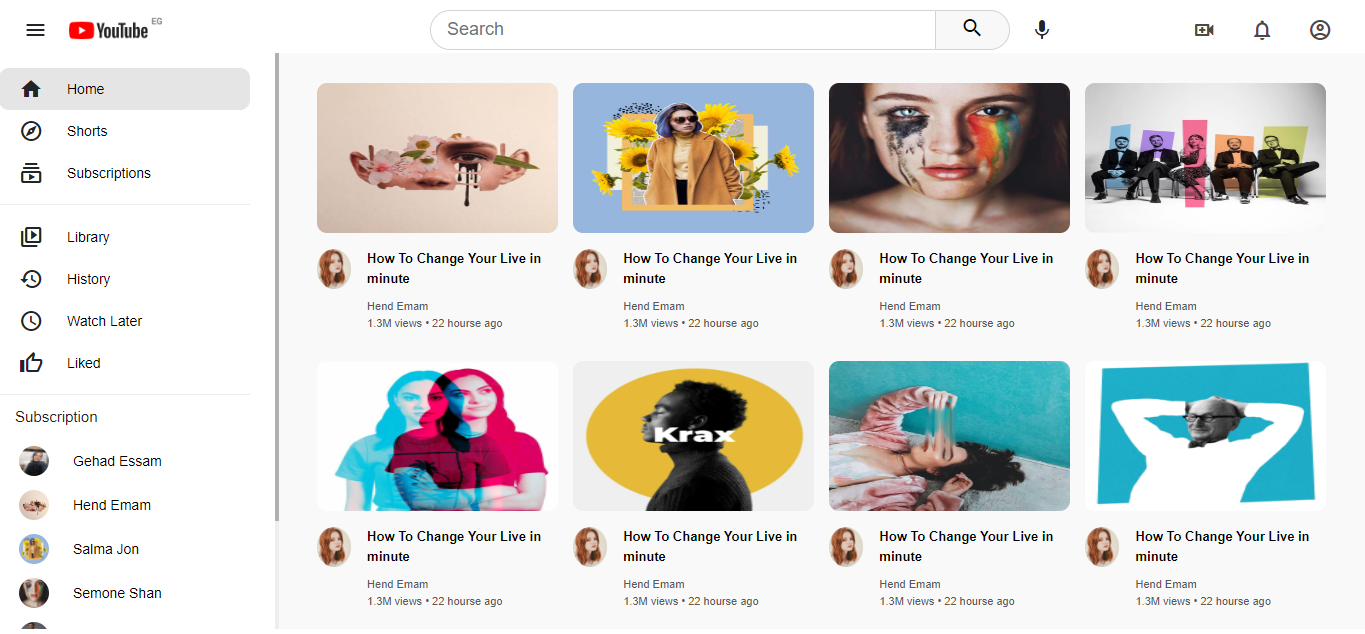 YouTube EG
Search
Home
Shorts
Subscriptions
Library
History
Watch Later
Liked
Subscription
Gehad Essam
Hend Emam
Salma Jon
Semone Shan
How To Change Your Live in
minute
Hend Emam
1.3M views • 22 hourse ago
How To Change Your Live in
minute
Hend Emam
1.3M views • 22 hourse ago
How To Change Your Live in
minute
Hend Emam
1.3M views • 22 hourse ago
How To Change Your Live in
minute
Hend Emam
1.3M views • 22 hourse ago
Krax
How To Change Your Live in
minute
Hend Emam
1.3M views • 22 hourse ago
How To Change Your Live in
minute
Hend Emam
1.3M views • 22 hourse ago
How To Change Your Live in
minute
Hend Emam
1.3M views • 22 hourse ago
How To Change Your Live in
minute
Hend Emam
1.3M views • 22 hourse ago